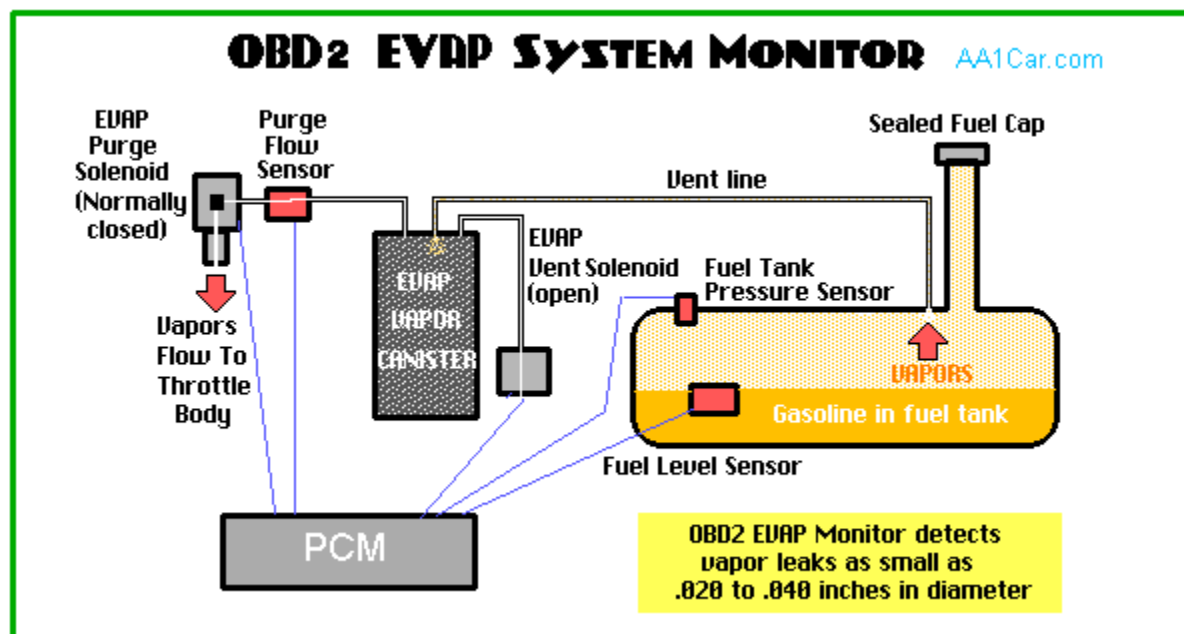 OBD2 EVAP SYSTEM MONITOR
AA1Car.com
EVAP
Purge
Solenoid
(Normally
closed)
Purge
Flow
Sensor
Sealed Fuel Cap
Vent line
EVAP
Vent Solenoid
(open)
Fuel Tank
Pressure Sensor
EVAP
VAPOR
CANISTER
Vapors
Flow To
Throttle
Body
VAPORS
Gasoline in fuel tank
Fuel Level Sensor
PCM
OBD2 EVAP Monitor detects
vapor leaks as small as
.020 to .040 inches in diameter